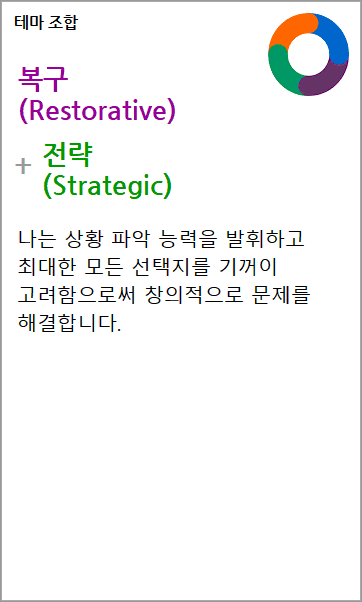 테마 조합
복구
(Restorative)
+ 전략
(Strategic)
나는 상황 파악 능력을 발휘하고
최대한 모든 선택지를 기꺼이
고려함으로써 창의적으로 문제를
해결합니다.